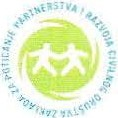 ZAKLADA ZA POTICANJE PARTNERSTVA I RAZVOJA CIVILNOG DRUŠTVA